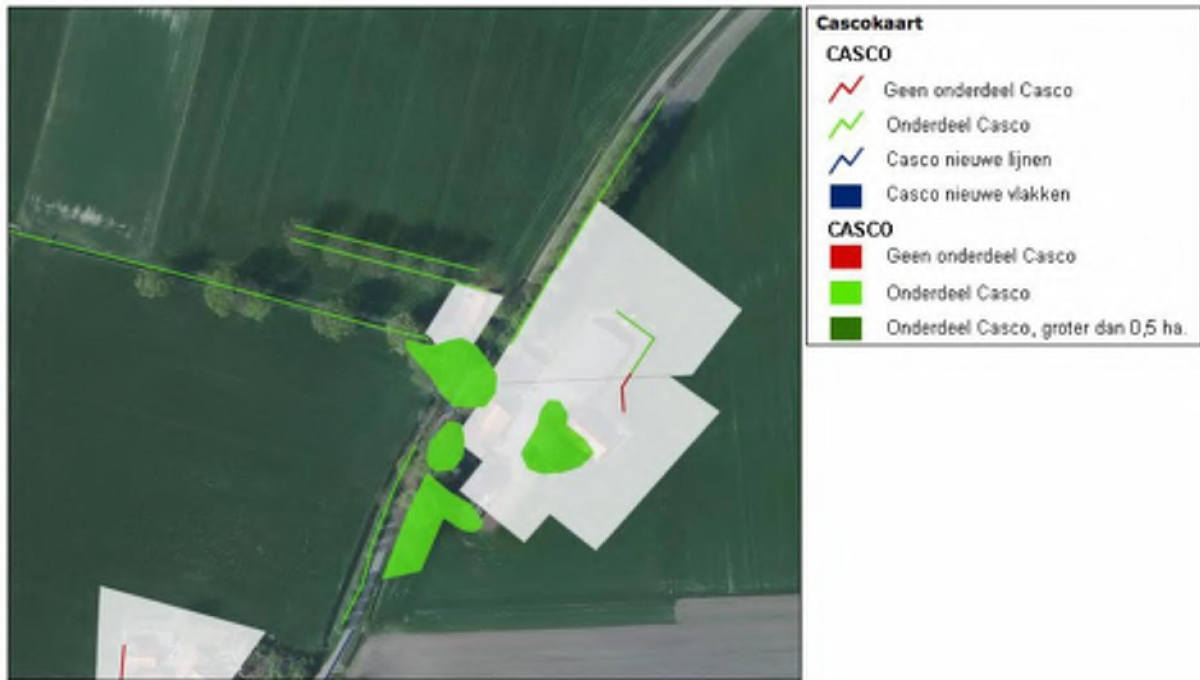 Cascokaart
CASCO
Geen onderdeel Casco
Onderdeel Casco
Casco nieuwe lijnen
Casco nieuwe vlakken
CASCO
Geen onderdeel Casco
Onderdeel Casco
Onderdeel Casco, groter dan 0,5 ha.